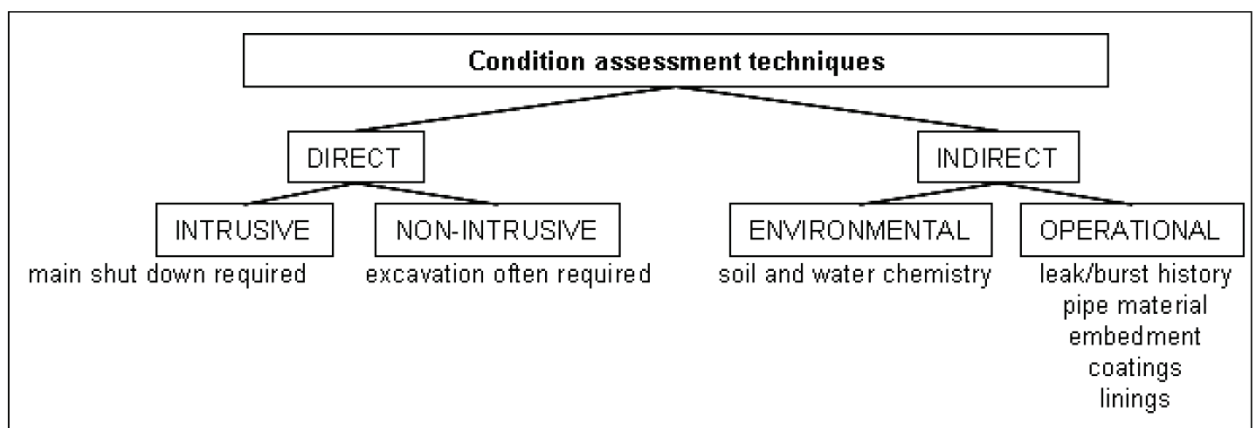 Condition assessment techniques
DIRECT
INDIRECT
INTRUSIVE
NON-INTRUSIVE
ENVIRONMENTAL
OPERATIONAL
main shut down required
excavation often required
soil and water chemistry
leak/burst history
pipe material
embedment
coatings
linings